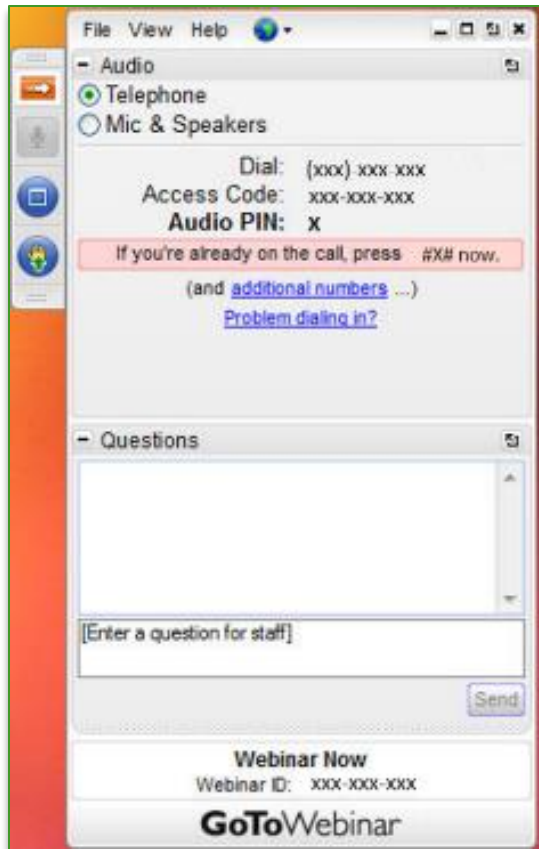 File View Help
Audio
Telephone
Mic & Speakers
Dial: (xxx) xxx xxx
Access Code: xxx-xxx-xxx
Audio PIN: x
If you're already on the call, press #X# now.
(and additional numbers ...)
Problem dialing in?
Questions
[Enter a question for staff]
Send
Webinar Now
Webinar ID: xxx-xxx-xxx
GoToWebinar